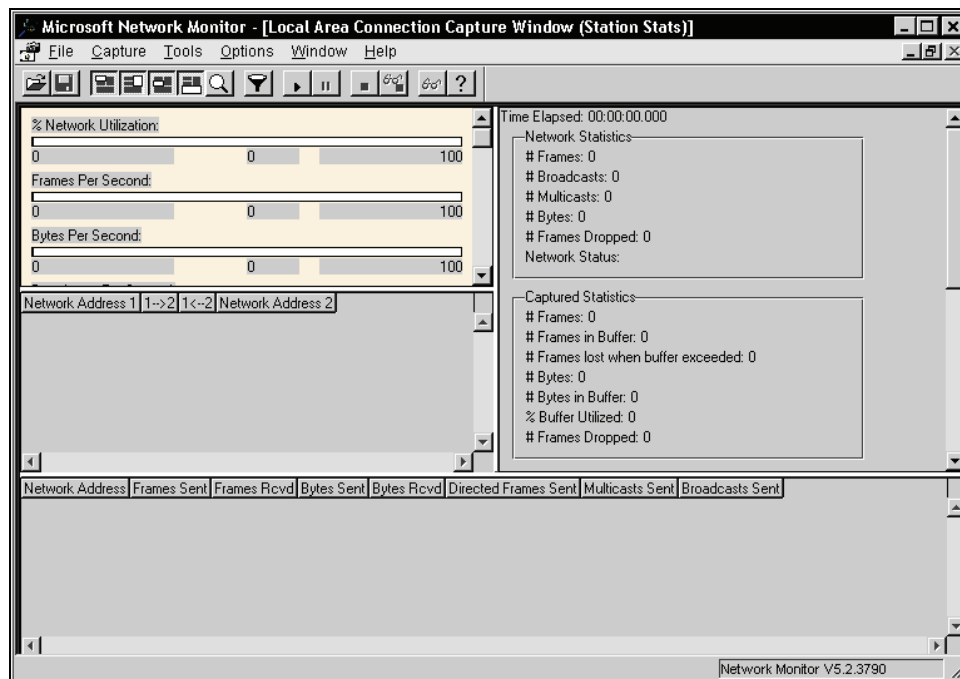 Microsoft Network Monitor - [Local Area Connection Capture Window (Station Stats)]
File Capture Tools Options Window Help
% Network Utilization:
0 0 100
Frames Per Second:
0 0 100
Bytes Per Second:
0 0 100
Time Elapsed: 00:00:00.000
Network Statistics
# Frames: 0
# Broadcasts: 0
# Multicasts: 0
# Bytes: 0
# Frames Dropped: 0
Network Status:
Captured Statistics
# Frames: 0
# Frames in Buffer: 0
# Frames lost when buffer exceeded: 0
# Bytes: 0
# Bytes in Buffer: 0
% Buffer Utilized: 0
# Frames Dropped: 0
Network Address 1 1-->2 1<--2 Network Address 2
Network Address Frames Sent Frames Rcvd Bytes Sent Bytes Rcvd Directed Frames Sent Multicasts Sent Broadcasts Sent
Network Monitor V5.2.3790